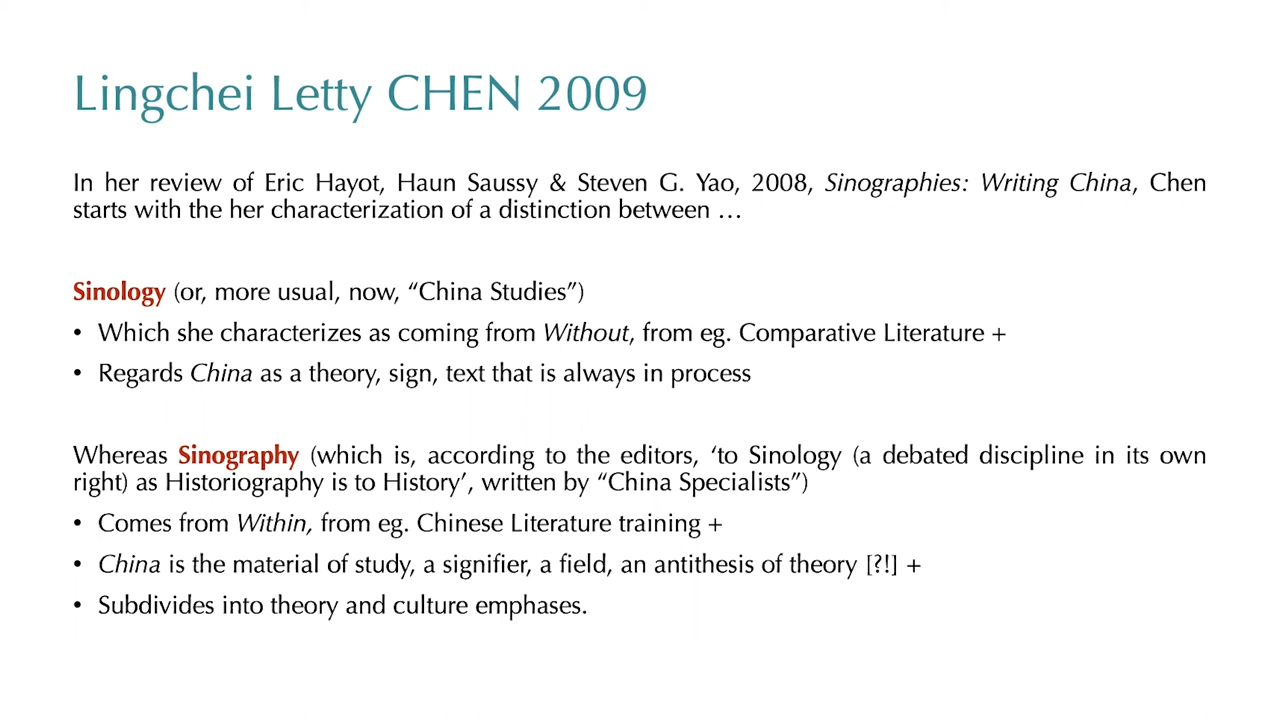 Lingchei Letty CHEN 2009
In her review of Eric Hayot, Haun Saussy & Steven G. Yao, 2008, Sinographies: Writing China, Chen
starts with the her characterization of a distinction between …
Sinology (or, more usual, now, “China Studies”)
• Which she characterizes as coming from Without, from eg. Comparative Literature +
• Regards China as a theory, sign, text that is always in process
Whereas Sinography (which is, according to the editors, ‘to Sinology (a debated discipline in its own
right) as Historiography is to History’, written by “China Specialists”)
• Comes from Within, from eg. Chinese Literature training +
• China is the material of study, a signifier, a field, an antithesis of theory [?!] +
• Subdivides into theory and culture emphases.